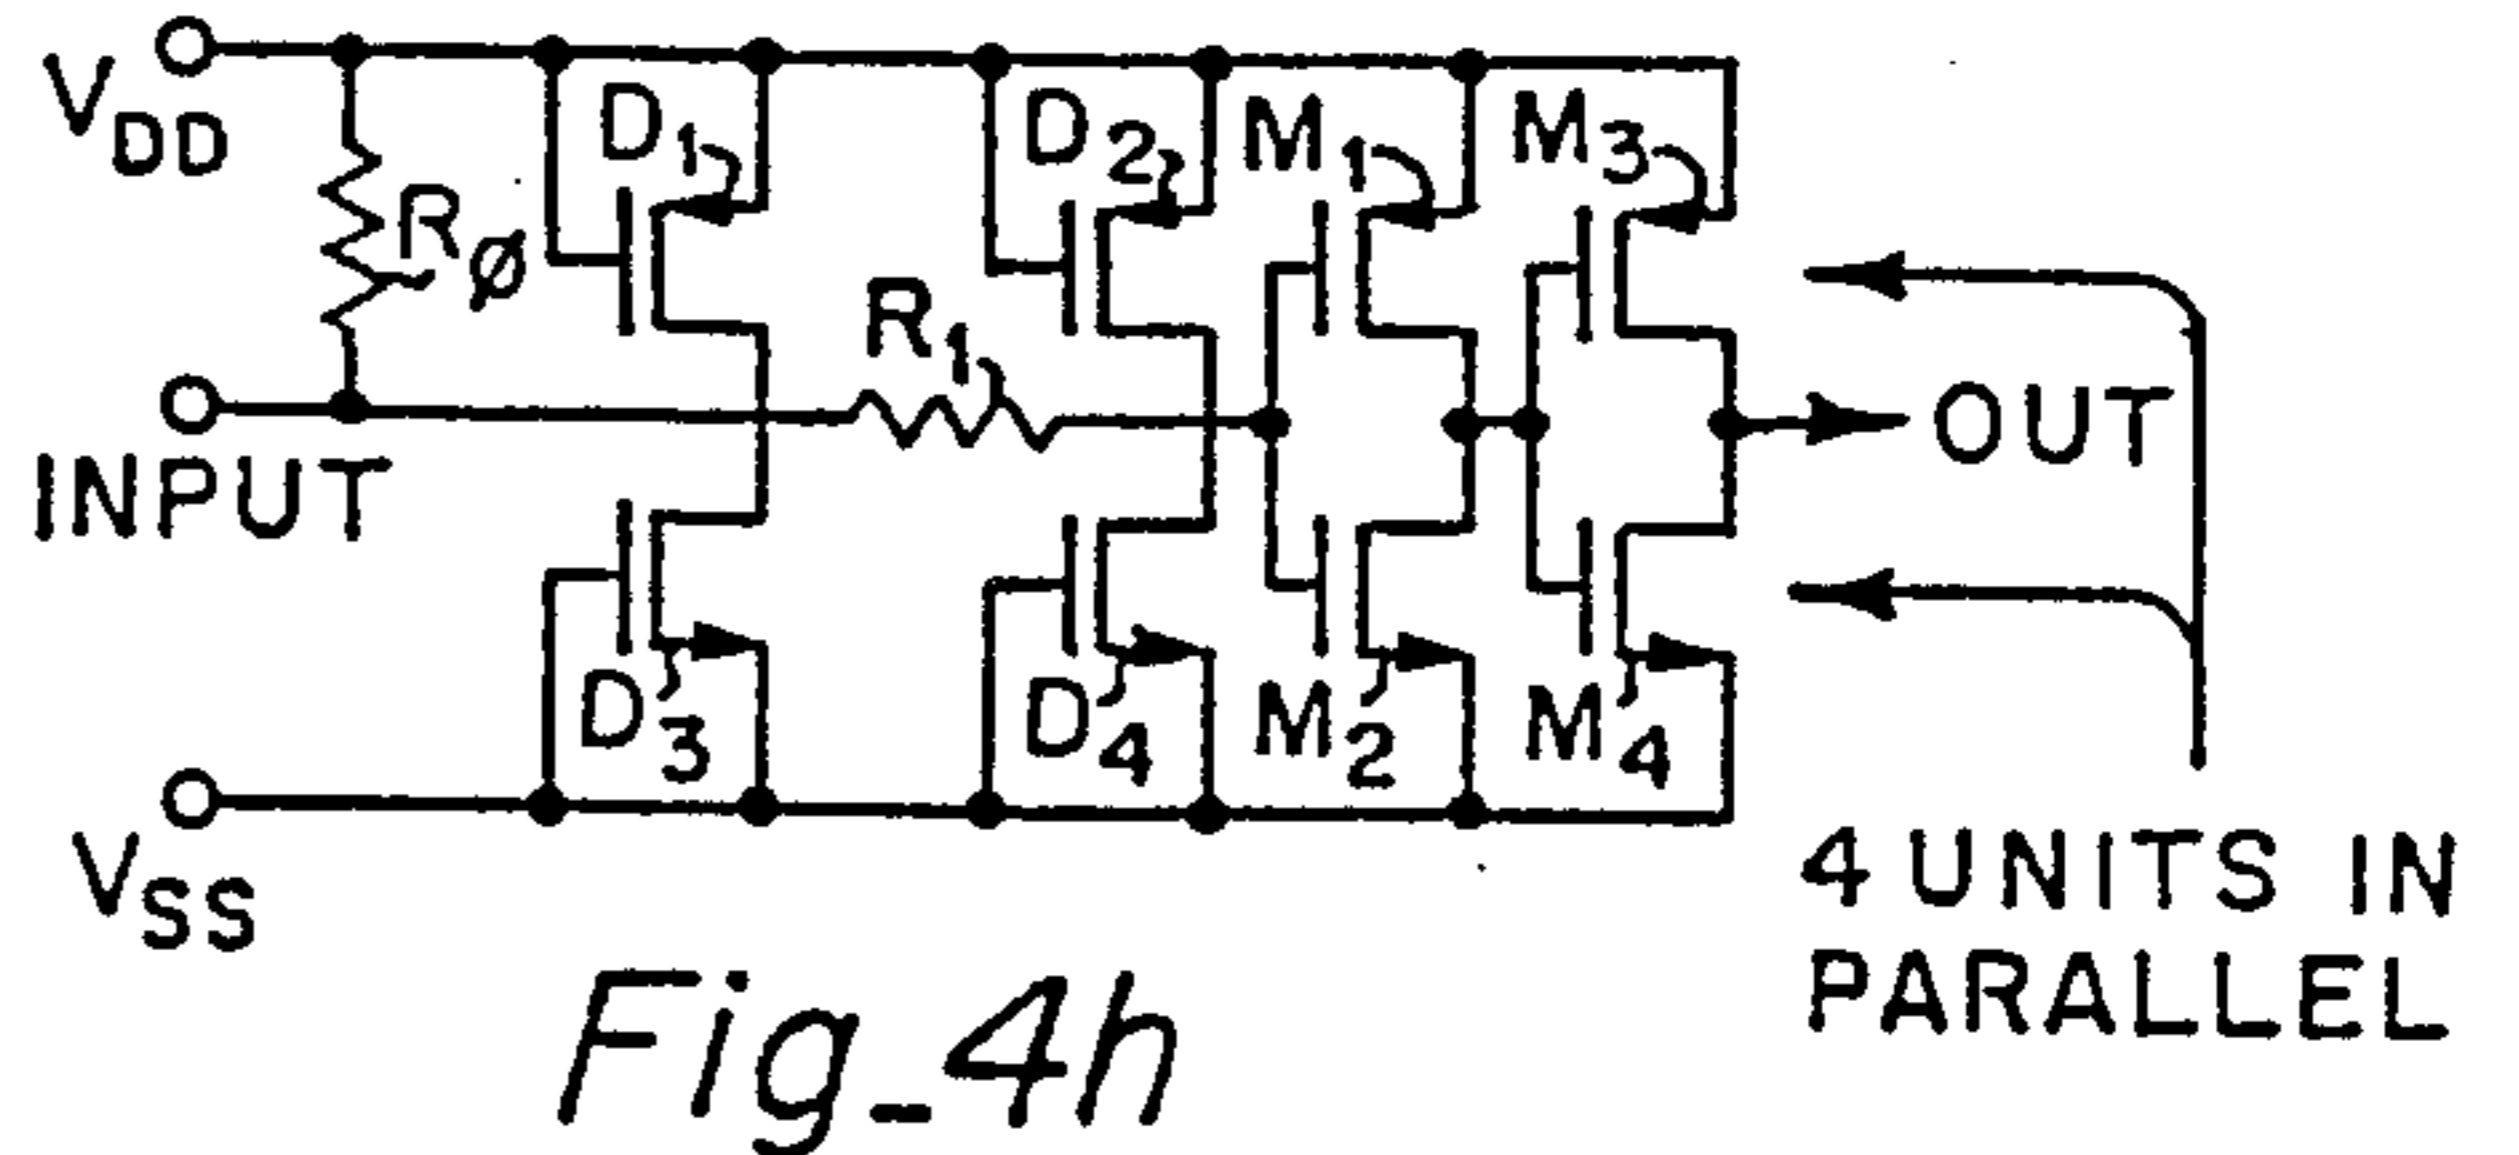 VDD
D1
D2
M1
M3
RØ
R1
INPUT
OUT
D3
D4
M2
M4
VSS
4 UNITS IN
PARALLEL
Fig_4h